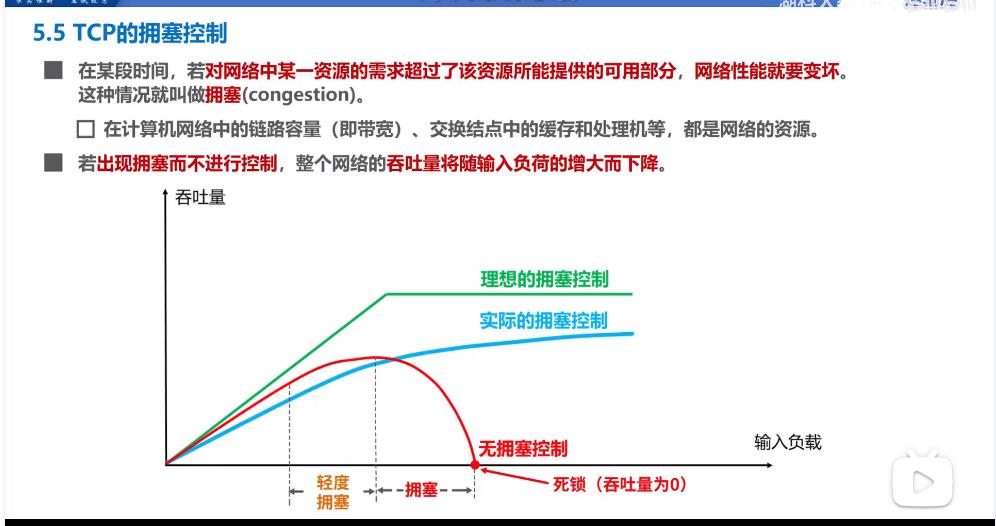 5.5 TCP的拥塞控制
在某段时间，若对网络中某一资源的需求超过了该资源所能提供的可用部分，网络性能就要变坏。
这种情况就叫做拥塞(congestion)。
在计算机网络中的链路容量（即带宽）、交换结点中的缓存和处理机等，都是网络的资源。
若出现拥塞而不进行控制，整个网络的吞吐量将随输入负荷的增大而下降。
吞吐量
理想的拥塞控制
实际的拥塞控制
无拥塞控制
输入负载
轻度
拥塞
拥塞
死锁（吞吐量为0）